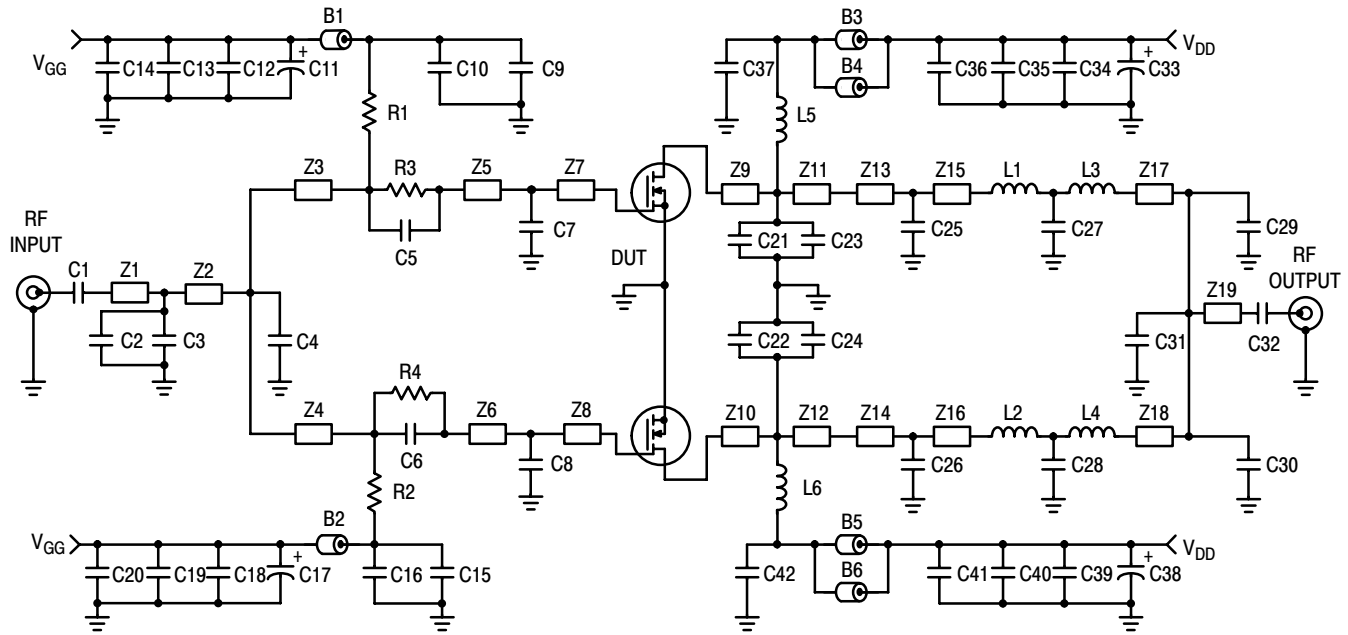 B1
B3
V_GG
C14
C13
C12
+
C11
C10
C9
C37
B4
C36
C35
C34
+
C33
V_DD
R1
L5
Z3
R3
Z5
Z7
Z9
Z11
Z13
Z15
L1
L3
Z17
RF
INPUT
C5
C7
C21
C23
C25
C27
C29
C1
Z1
Z2
DUT
RF
OUTPUT
Z19
C2
C3
C4
C22
C24
C31
C32
R4
Z4
Z6
Z8
Z10
Z12
Z14
Z16
L2
L4
Z18
C6
C8
C26
C28
C30
R2
L6
V_GG
B2
B5
V_DD
C20
C19
C18
+
C17
C16
C15
C42
B6
C41
C40
C39
+
C38